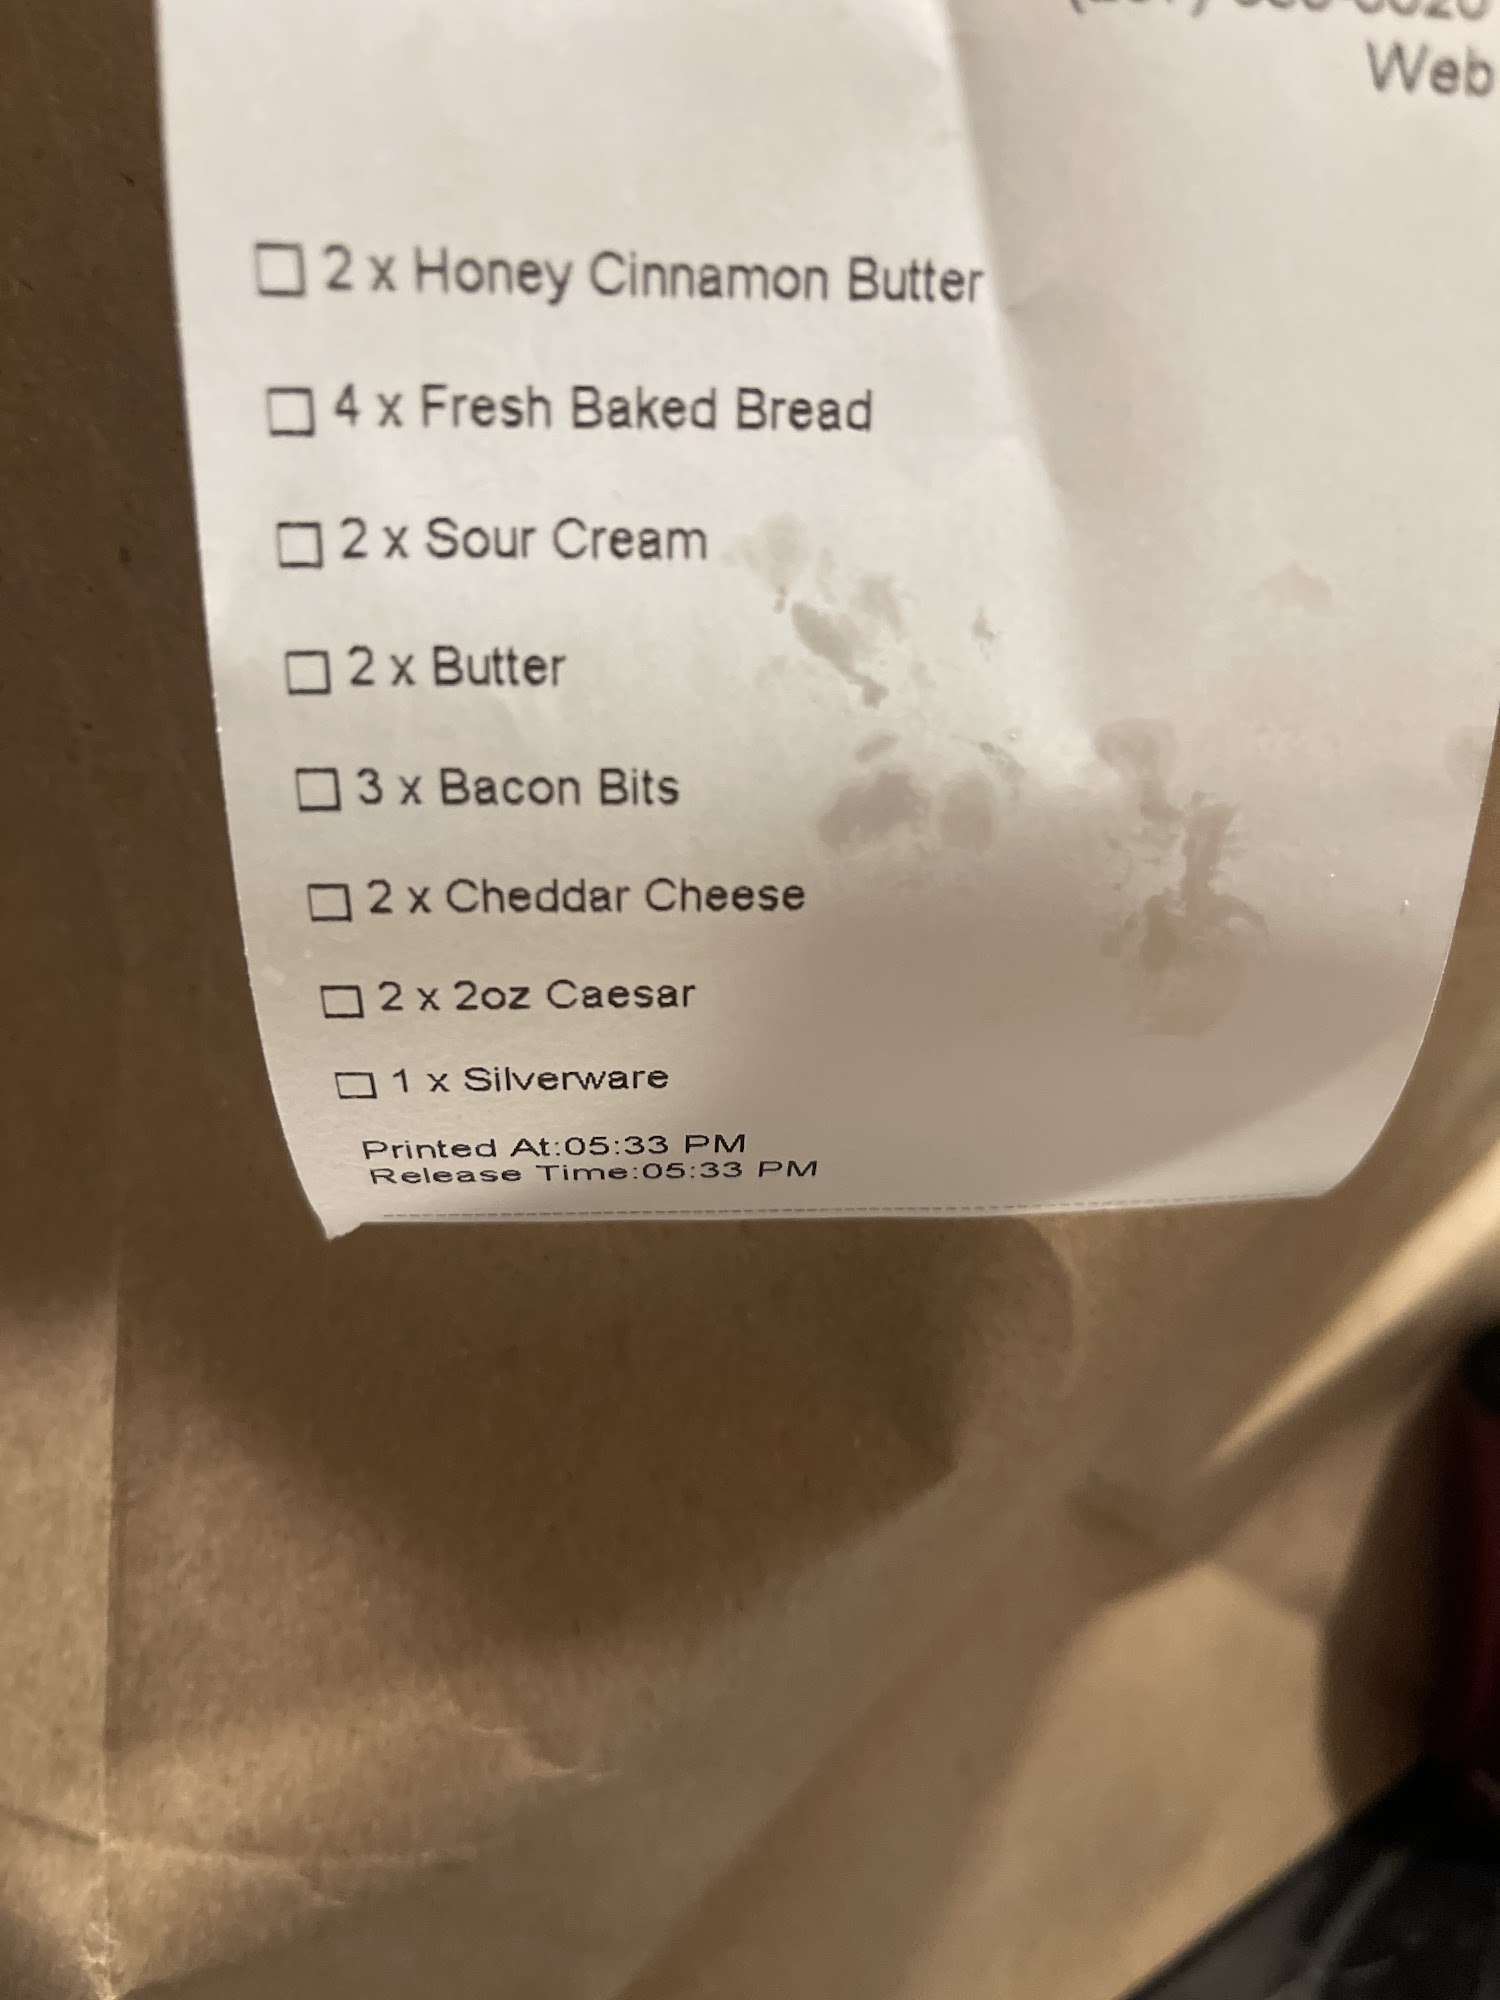 Web
☐ 2 x Honey Cinnamon Butter
☐ 4 x Fresh Baked Bread
☐ 2 x Sour Cream
☐ 2 x Butter
☐ 3 x Bacon Bits
☐ 2 x Cheddar Cheese
☐ 2 x 2oz Caesar
☐ 1 x Silverware
Printed At:05:33 PM
Release Time:05:33 PM